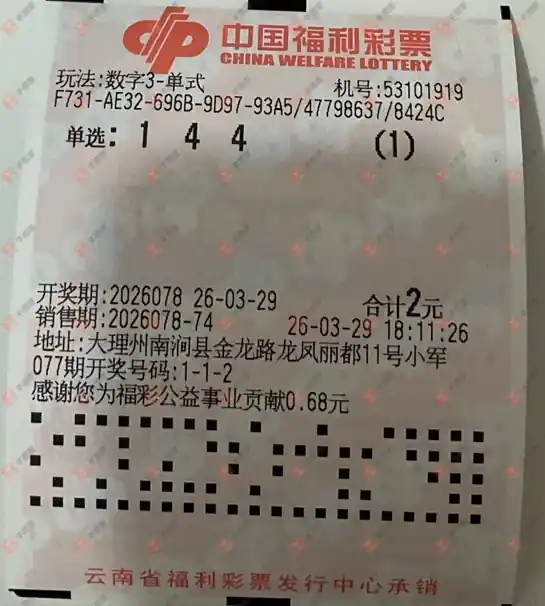 中国福利彩票
CHINA WELFARE LOTTERY
玩法:数字3-单式 机号:53101919
F731-AE32-696B-9D97-93A5/47798637/8424C
单选: 1 4 4 (1)
开奖期:2026078 26-03-29 合计2元
销售期:2026078-74 26-03-29 18:11:26
地址:大理州南涧县金龙路龙凤丽都11号小军
077期开奖号码:1-1-2
感谢您为福彩公益事业贡献0.68元
云南省福利彩票发行中心承销